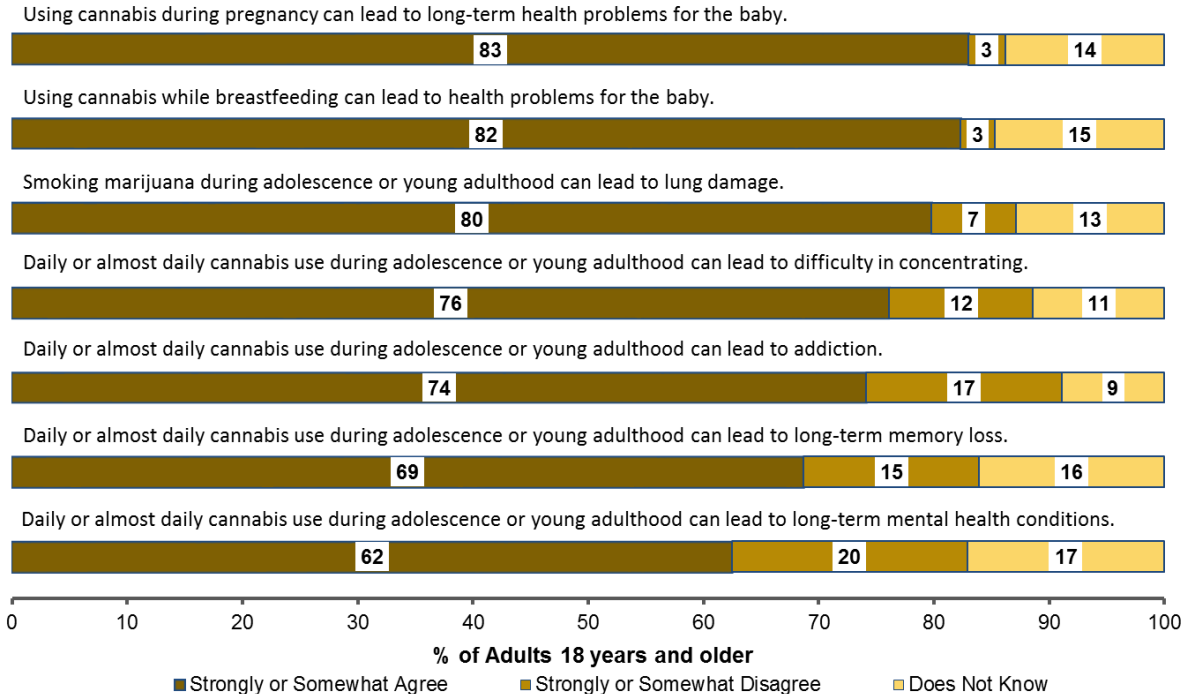 Using cannabis during pregnancy can lead to long-term health problems for the baby.
83 3 14
Using cannabis while breastfeeding can lead to health problems for the baby.
82 3 15
Smoking marijuana during adolescence or young adulthood can lead to lung damage.
80 7 13
Daily or almost daily cannabis use during adolescence or young adulthood can lead to difficulty in concentrating.
76 12 11
Daily or almost daily cannabis use during adolescence or young adulthood can lead to addiction.
74 17 9
Daily or almost daily cannabis use during adolescence or young adulthood can lead to long-term memory loss.
69 15 16
Daily or almost daily cannabis use during adolescence or young adulthood can lead to long-term mental health conditions.
62 20 17
0 10 20 30 40 50 60 70 80 90 100
% of Adults 18 years and older
Strongly or Somewhat Agree Strongly or Somewhat Disagree Does Not Know